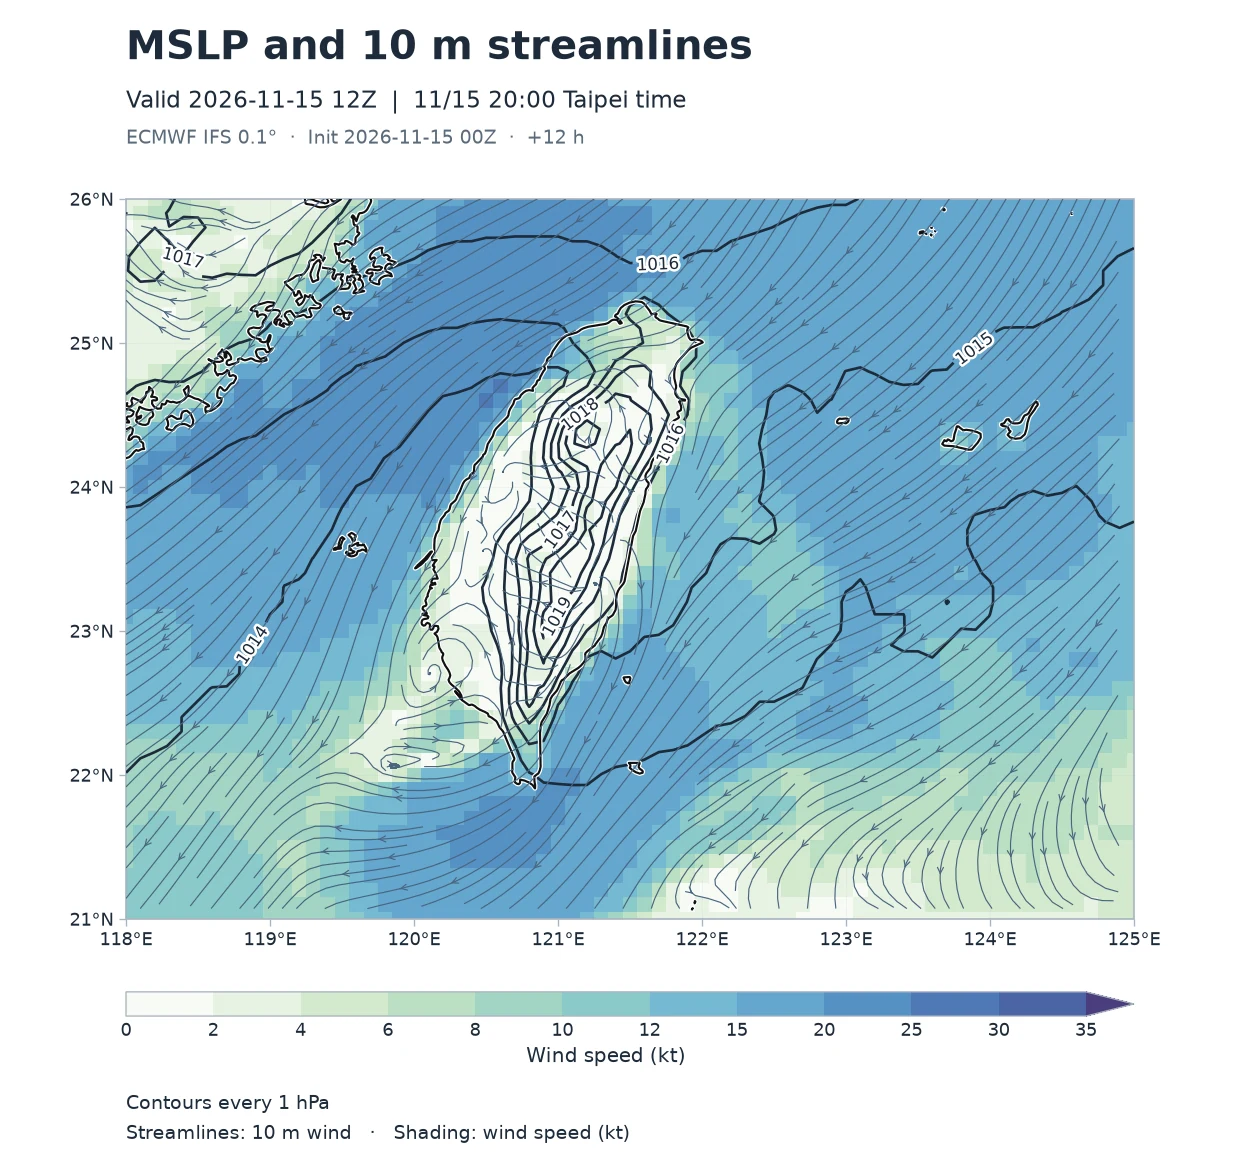 MSLP and 10 m streamlines
Valid 2026-11-15 12Z | 11/15 20:00 Taipei time
ECMWF IFS 0.1° · Init 2026-11-15 00Z · +12 h
26°N
25°N
24°N
23°N
22°N
21°N
1017
1016
1015
1018
1016
1017
1019
1014
118°E 119°E 120°E 121°E 122°E 123°E 124°E 125°E
0 2 4 6 8 10 12 15 20 25 30 35
Wind speed (kt)
Contours every 1 hPa
Streamlines: 10 m wind · Shading: wind speed (kt)